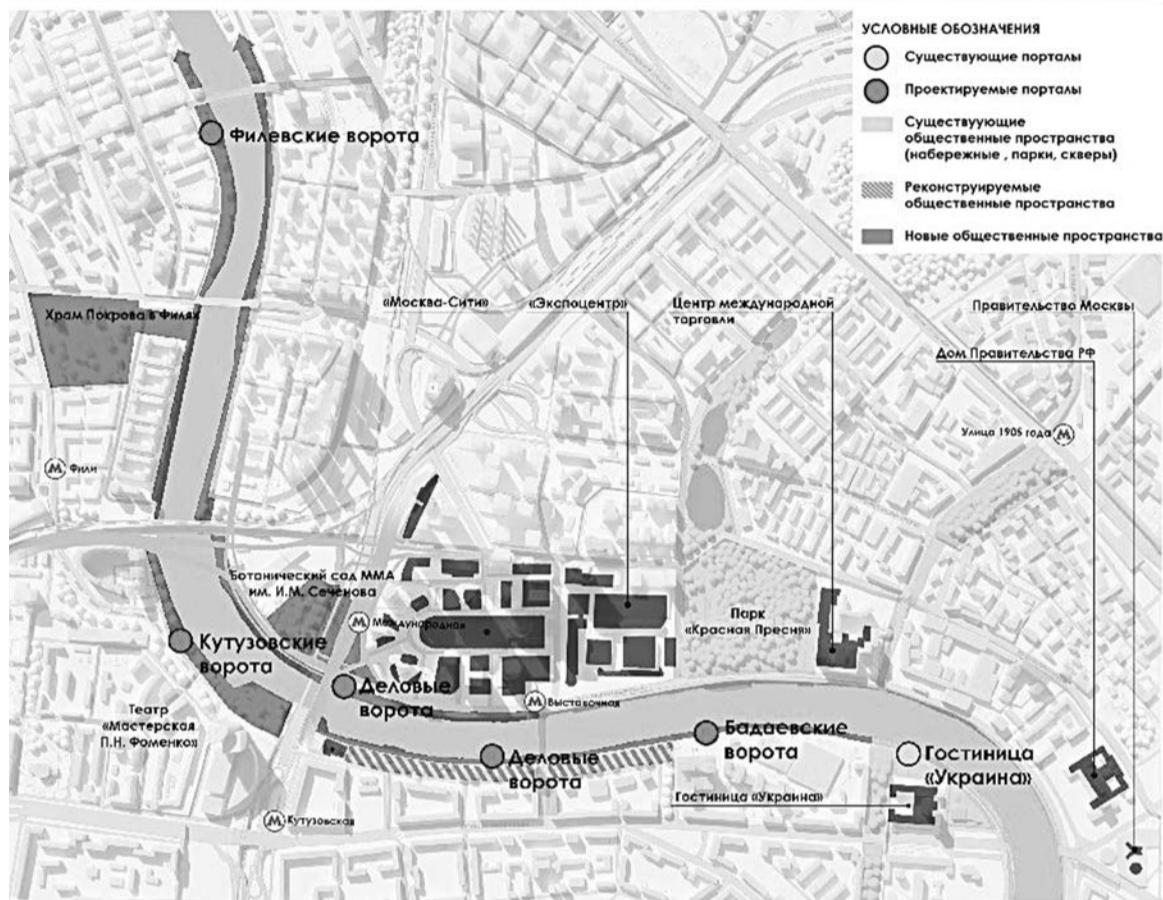 УСЛОВНЫЕ ОБОЗНАЧЕНИЯ
Существующие порталы
Проектируемые порталы
Существуующие
общественные пространства
(набережные , парки, скверы)
Реконструируемые
общественные пространства
Новые общественные пространства
Филевские ворота
«Москва-Сити»
«Экспоцентр»
Центр международной
торговли
Правительство Москвы
Храм Покрова в Филях
Дом Правительства РФ
Улица 1905 года
М
М
Фили
Ботанический сад ММА
им. И.М. Сеченова
М
Международная
Парк
«Красная Пресня»
Кутузовские
ворота
Деловые
ворота
М
Выставочная
Театр
«Мастерская
П.Н. Фоменко»
Деловые
ворота
Бадаевские
ворота
Гостиница
«Украина»
Гостиница «Украина»
М
Кутузовская